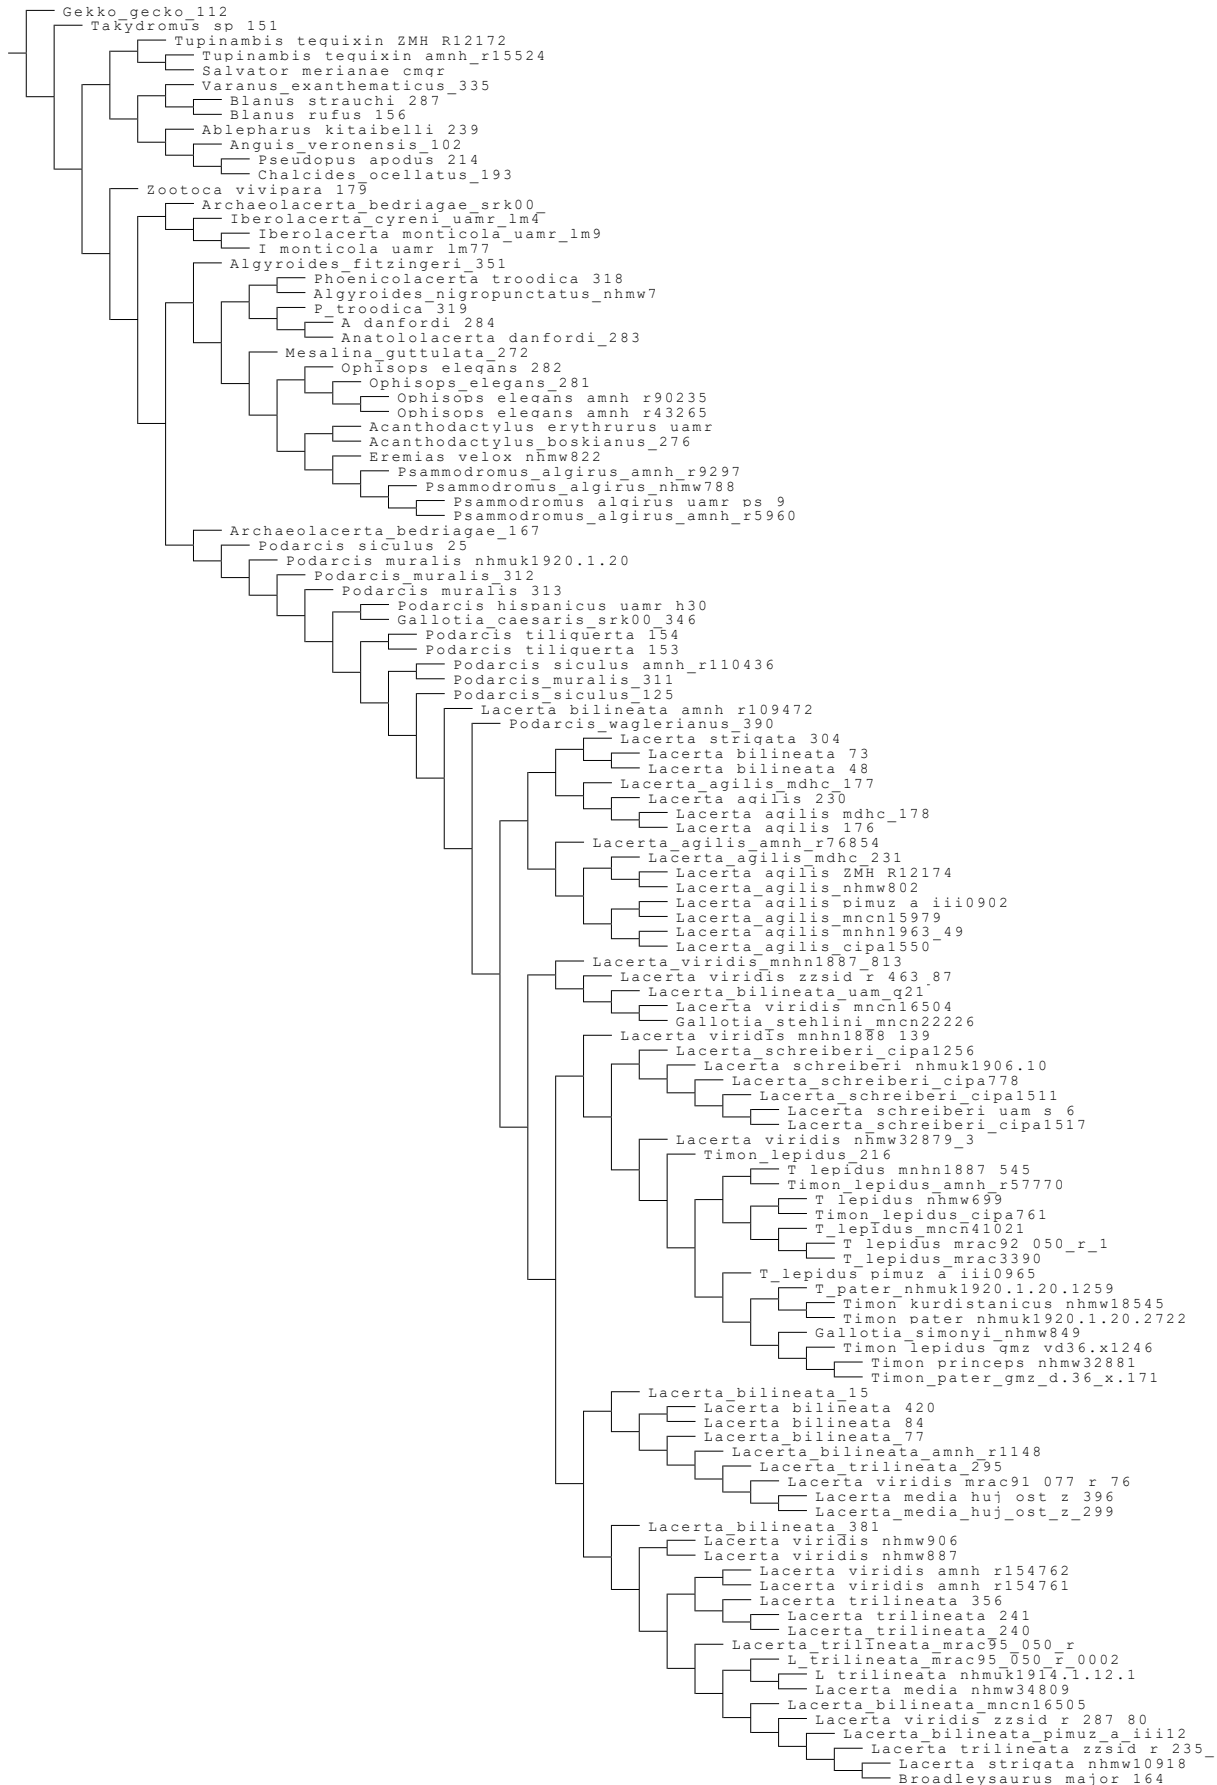 Gekko_gecko_112
Takydromus_sp_151
Tupinambis_teguixin_ZMH_R12172
Tupinambis_teguixin_amnh_r15524
Salvator_merianae_cmgr
Varanus_exanthematicus_335
Blanus_strauchi_287
Blanus_rufus_156
Ablepharus_kitaibelli_239
Anguis_veronensis_102
Pseudopus_apodus_214
Chalcides_ocellatus_193
Zootoca_vivipara_179
Archaeolacerta_bedriagae_srk00_
Iberolacerta_cyreni_uamr_lm4
Iberolacerta_monticola_uamr_lm9
I_monticola_uamr_lm77
Algyroides_fitzingeri_351
Phoenicolacerta_troodica_318
Algyroides_nigropunctatus_nhmw7
P_troodica_319
A_danfordi_284
Anatololacerta_danfordi_283
Mesalina_guttulata_272
Ophisops_elegans_282
Ophisops_elegans_281
Ophisops_elegans_amnh_r90235
Ophisops_elegans_amnh_r43265
Acanthodactylus_erythrurus_uamr
Acanthodactylus_boskianus_276
Eremias_velox_nhmw822
Psammodromus_algirus_amnh_r9297
Psammodromus_algirus_nhmw788
Psammodromus_algirus_uamr_ps_9
Psammodromus_algirus_amnh_r5960
Archaeolacerta_bedriagae_167
Podarcis_siculus_25
Podarcis_muralis_nhmuk1920.1.20
Podarcis_muralis_312
Podarcis_muralis_313
Podarcis_hispanicus_uamr_h30
Gallotia_caesaris_srk00_346
Podarcis_tiliguerta_154
Podarcis_tiliguerta_153
Podarcis_siculus_amnh_r110436
Podarcis_muralis_311
Podarcis_siculus_125
Lacerta_bilineata_amnh_r109472
Podarcis_waglerianus_390
Lacerta_strigata_304
Lacerta_bilineata_73
Lacerta_bilineata_48
Lacerta_agilis_mdhc_177
Lacerta_agilis_230
Lacerta_agilis_mdhc_178
Lacerta_agilis_176
Lacerta_agilis_amnh_r76854
Lacerta_agilis_mdhc_231
Lacerta_agilis_ZMH_R12174
Lacerta_agilis_nhmw802
Lacerta_agilis_pimuz_a_iii0902
Lacerta_agilis_mncn15979
Lacerta_agilis_mnhn1963_49
Lacerta_agilis_cipa1550
Lacerta_viridis_mnhn1887_813
Lacerta_viridis_zzsid_r_463_87
Lacerta_bilineata_uam_q21
Lacerta_viridis_mncn16504
Gallotia_stehlini_mncn22226
Lacerta_viridis_mnhn1888_139
Lacerta_schreiberi_cipa1256
Lacerta_schreiberi_nhmuk1906.10
Lacerta_schreiberi_cipa778
Lacerta_schreiberi_cipa1511
Lacerta_schreiberi_uam_s_6
Lacerta_schreiberi_cipa1517
Lacerta_viridis_nhmw32879_3
Timon_lepidus_216
T_lepidus_mnhn1887_545
Timon_lepidus_amnh_r57770
T_lepidus_nhmw699
Timon_lepidus_cipa761
T_lepidus_mncn41021
T_lepidus_mrac92_050_r_1
T_lepidus_mrac3390
T_lepidus_pimuz_a_iii0965
T_pater_nhmuk1920.1.20.1259
Timon_kurdistanicus_nhmw18545
Timon_pater_nhmuk1920.1.20.2722
Gallotia_simonyi_nhmw849
Timon_lepidus_gmz_vd36.x1246
Timon_princeps_nhmw32881
Timon_pater_gmz_d.36_x.171
Lacerta_bilineata_15
Lacerta_bilineata_420
Lacerta_bilineata_84
Lacerta_bilineata_77
Lacerta_bilineata_amnh_r1148
Lacerta_trilineata_295
Lacerta_viridis_mrac91_077_r_76
Lacerta_media_huj_ost_z_396
Lacerta_media_huj_ost_z_299
Lacerta_bilineata_381
Lacerta_viridis_nhmw906
Lacerta_viridis_nhmw887
Lacerta_viridis_amnh_r154762
Lacerta_viridis_amnh_r154761
Lacerta_trilineata_356
Lacerta_trilineata_241
Lacerta_trilineata_240
Lacerta_trilineata_mrac95_050_r
L_trilineata_mrac95_050_r_0002
L_trilineata_nhmuk1914.1.12.1
Lacerta_media_nhmw34809
Lacerta_bilineata_mncn16505
Lacerta_viridis_zzsid_r_287_80
Lacerta_bilineata_pimuz_a_iii12
Lacerta_trilineata_zzsid_r_235_
Lacerta_strigata_nhmw10918
Broadleysaurus_major_164